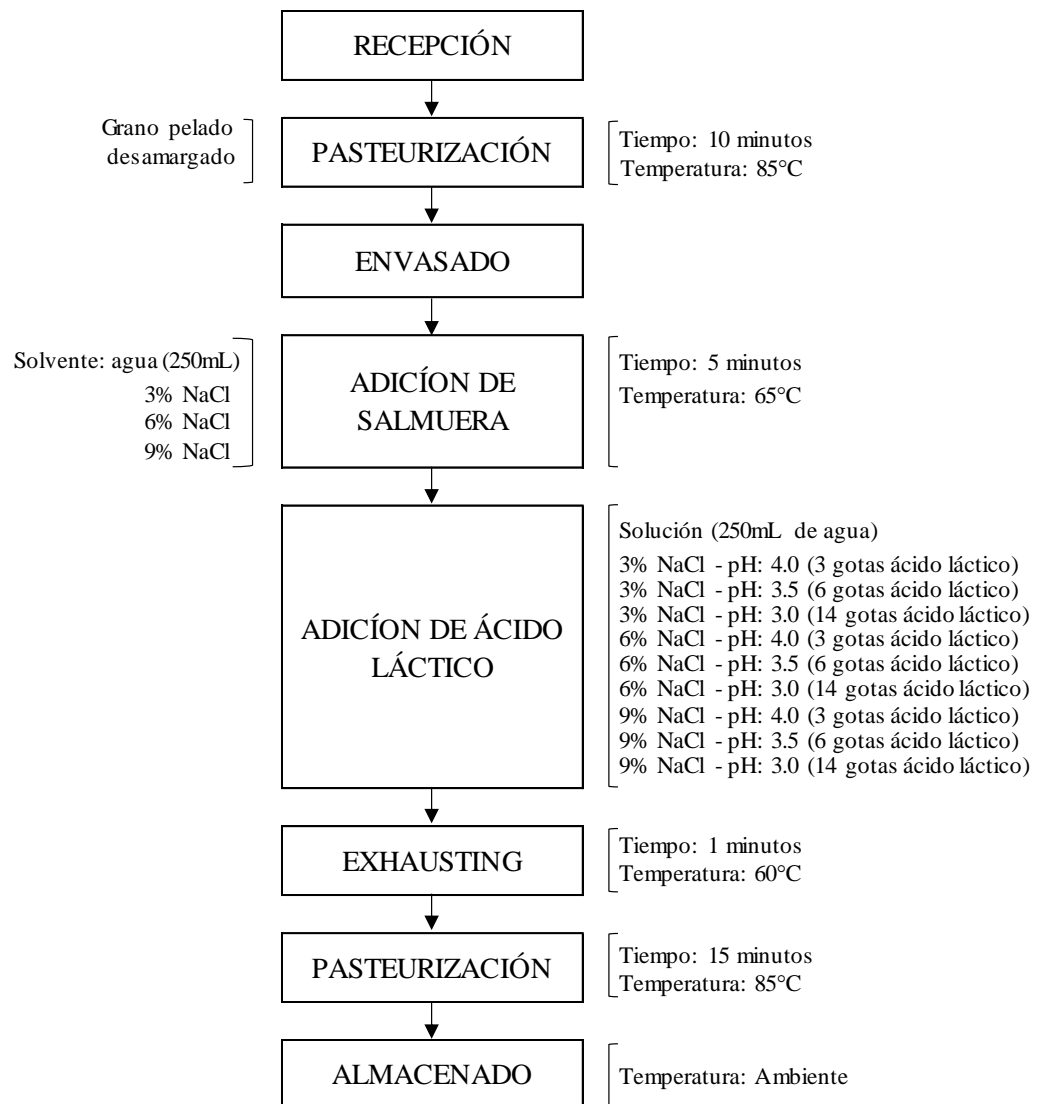 RECEPCIÓN
Grano pelado
desamargado
PASTEURIZACIÓN
Tiempo: 10 minutos
Temperatura: 85°C
ENVASADO
Solvente: agua (250mL)
3% NaCl
6% NaCl
9% NaCl
ADICÍON DE
SALMUERA
Tiempo: 5 minutos
Temperatura: 65°C
ADICÍON DE ÁCIDO
LÁCTICO
Solución (250mL de agua)
3% NaCl - pH: 4.0 (3 gotas ácido láctico)
3% NaCl - pH: 3.5 (6 gotas ácido láctico)
3% NaCl - pH: 3.0 (14 gotas ácido láctico)
6% NaCl - pH: 4.0 (3 gotas ácido láctico)
6% NaCl - pH: 3.5 (6 gotas ácido láctico)
6% NaCl - pH: 3.0 (14 gotas ácido láctico)
9% NaCl - pH: 4.0 (3 gotas ácido láctico)
9% NaCl - pH: 3.5 (6 gotas ácido láctico)
9% NaCl - pH: 3.0 (14 gotas ácido láctico)
EXHAUSTING
Tiempo: 1 minutos
Temperatura: 60°C
PASTEURIZACIÓN
Tiempo: 15 minutos
Temperatura: 85°C
ALMACENADO
Temperatura: Ambiente